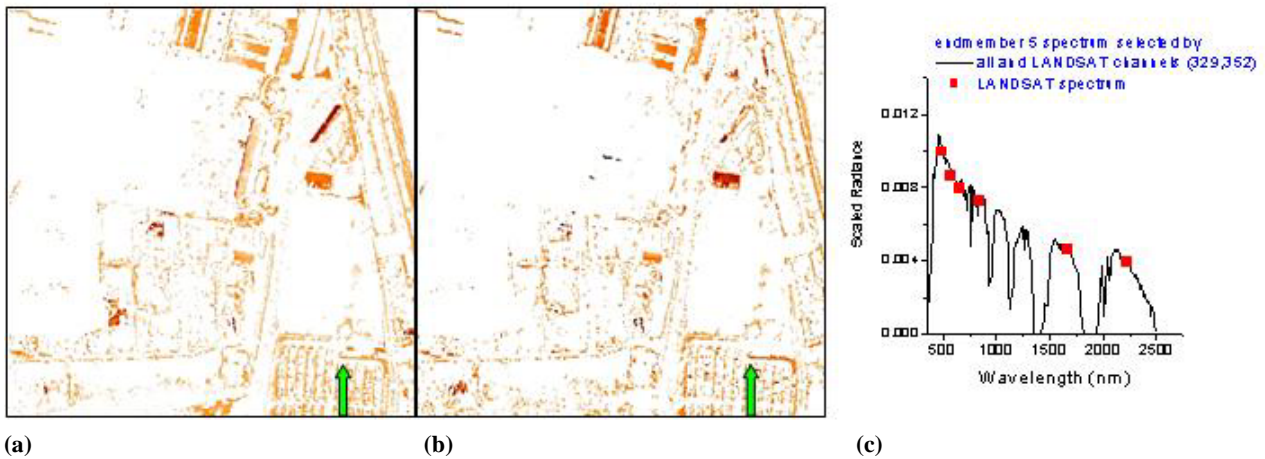 endmember 5 spectrum selected by
all and LANDSAT channels (329,352)
LANDSAT spectrum
0.012
0.008
0.004
0.000
Scaled Radiance
500 1000 1500 2000 2500
Wavelength (nm)
(a) (b) (c)